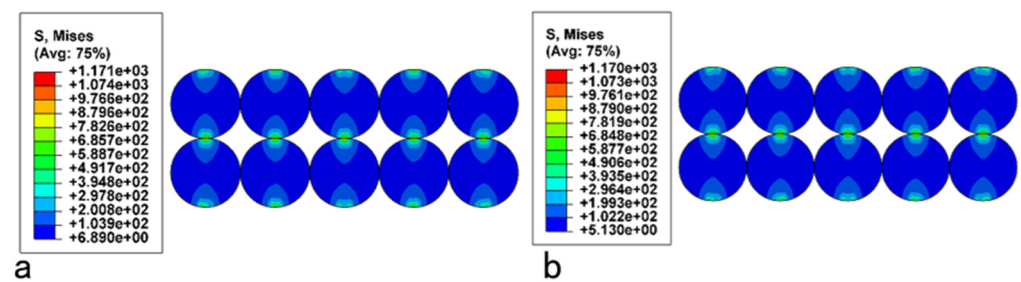 S, Mises
(Avg: 75%)
+1.171e+03
+1.074e+03
+9.766e+02
+8.796e+02
+7.826e+02
+6.857e+02
+5.887e+02
+4.917e+02
+3.948e+02
+2.978e+02
+2.008e+02
+1.039e+02
+6.890e+00
a
S, Mises
(Avg: 75%)
+1.170e+03
+1.073e+03
+9.761e+02
+8.790e+02
+7.819e+02
+6.848e+02
+5.877e+02
+4.906e+02
+3.935e+02
+2.964e+02
+1.993e+02
+1.022e+02
+5.130e+00
b